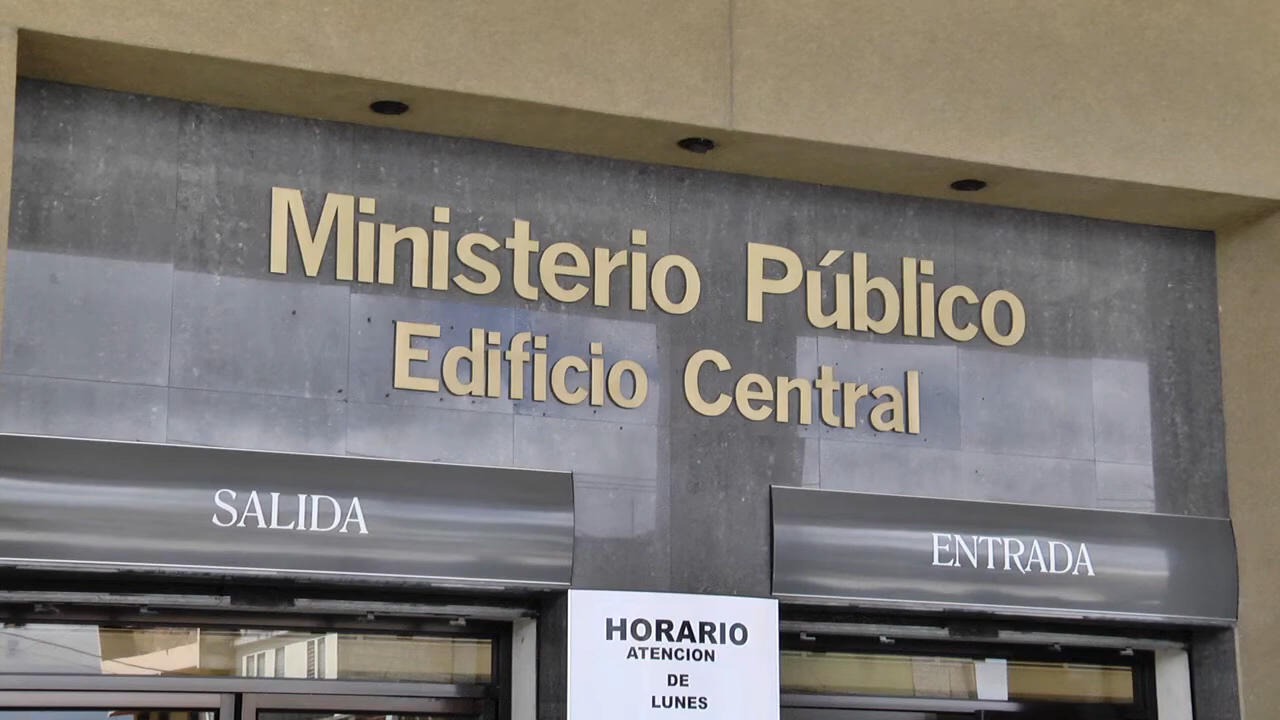 Ministerio Público
Edificio Central
SALIDA
ENTRADA
HORARIO
ATENCION
DE
LUNES